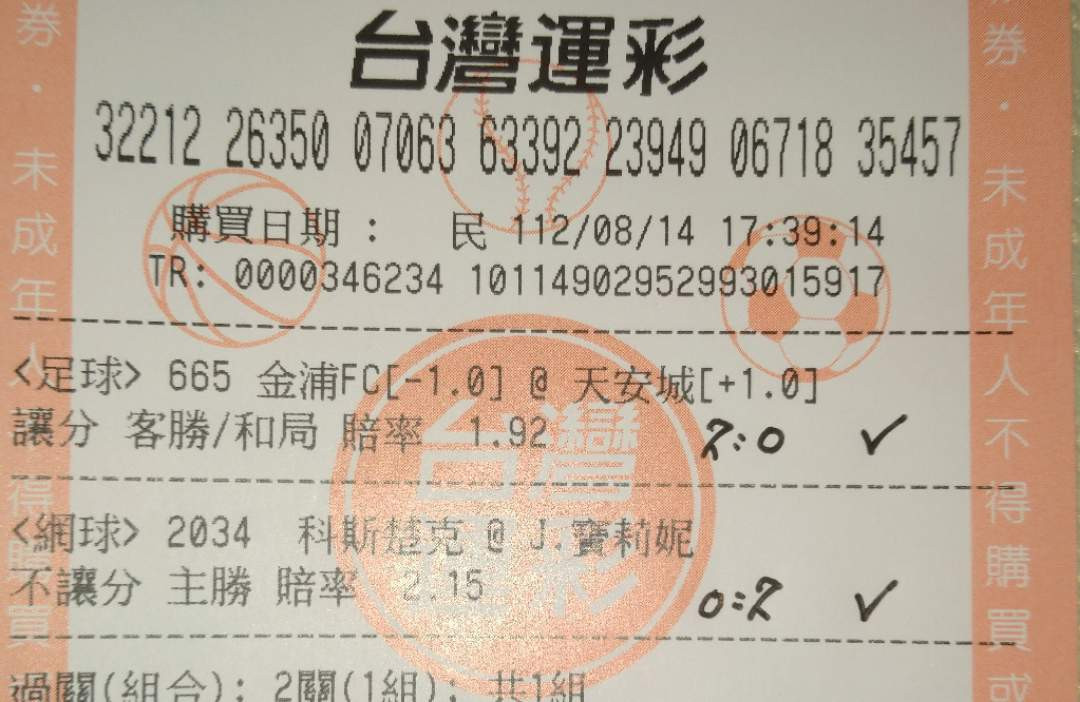 台灣運彩
32212 26350 07063 63392 23949 06718 35457
購買日期： 民 112/08/14 17:39:14
TR: 0000346234 10114902952993015917
<足球> 665 金浦FC[-1.0] @ 天安城[+1.0]
讓分 客勝/和局 賠率 1.92 2:0 ✓
<網球> 2034 科斯楚克 @ J.寶莉妮
不讓分 主勝 賠率 2.15 0:2 ✓
過關(組合): 2關(1組); 共1組
台灣運彩
券・未成年人不得購買
券・未成年人不得購買或